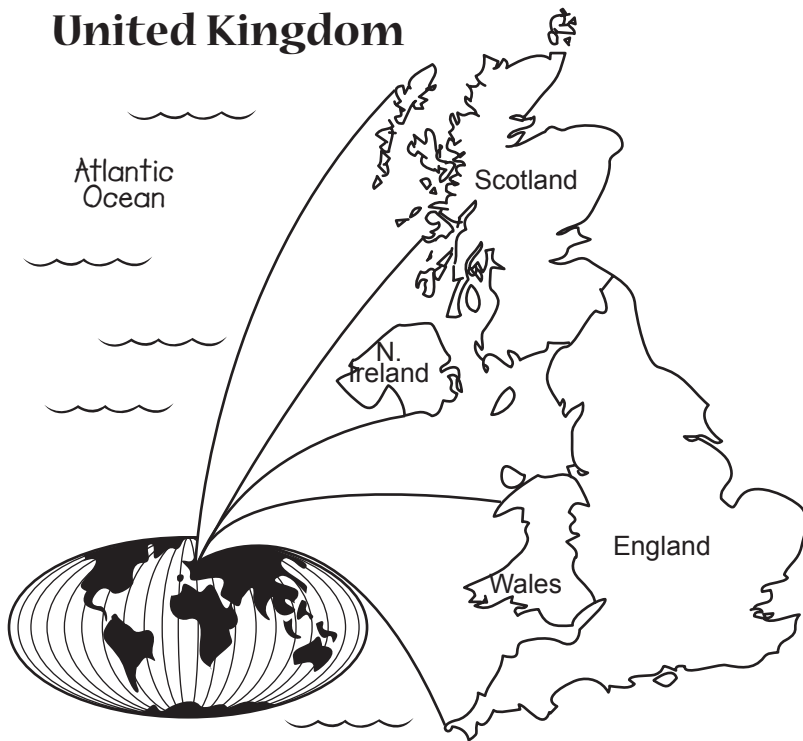 United Kingdom
Atlantic
Ocean
Scotland
N.
Ireland
England
Wales